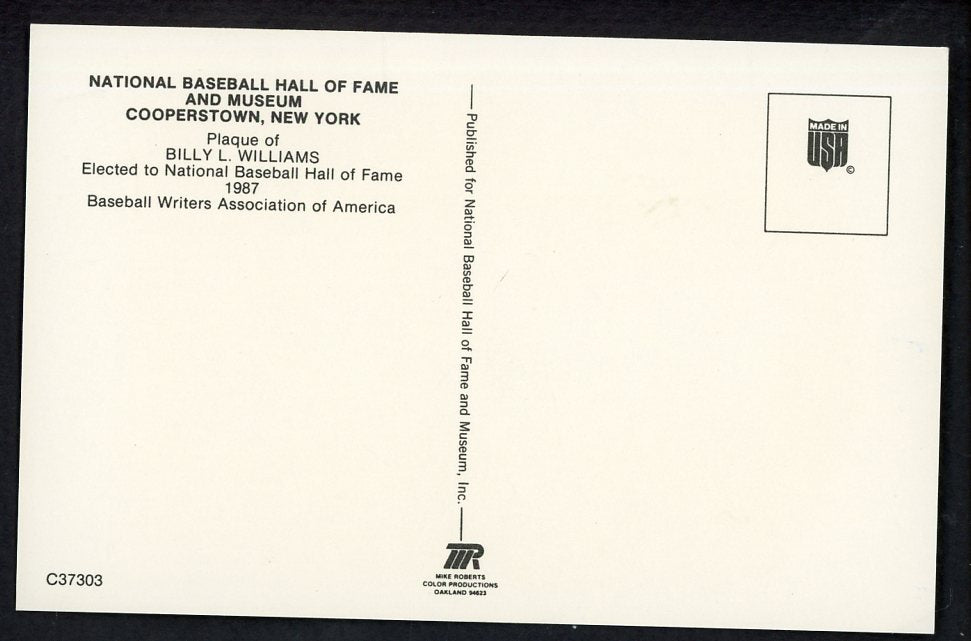 NATIONAL BASEBALL HALL OF FAME
AND MUSEUM
COOPERSTOWN, NEW YORK
Plaque of
BILLY L. WILLIAMS
Elected to National Baseball Hall of Fame
1987
Baseball Writers Association of America
Published for National Baseball Hall of Fame and Museum, Inc.
MADE IN
USA
©
C37303
MR
MIKE ROBERTS
COLOR PRODUCTIONS
OAKLAND 94623